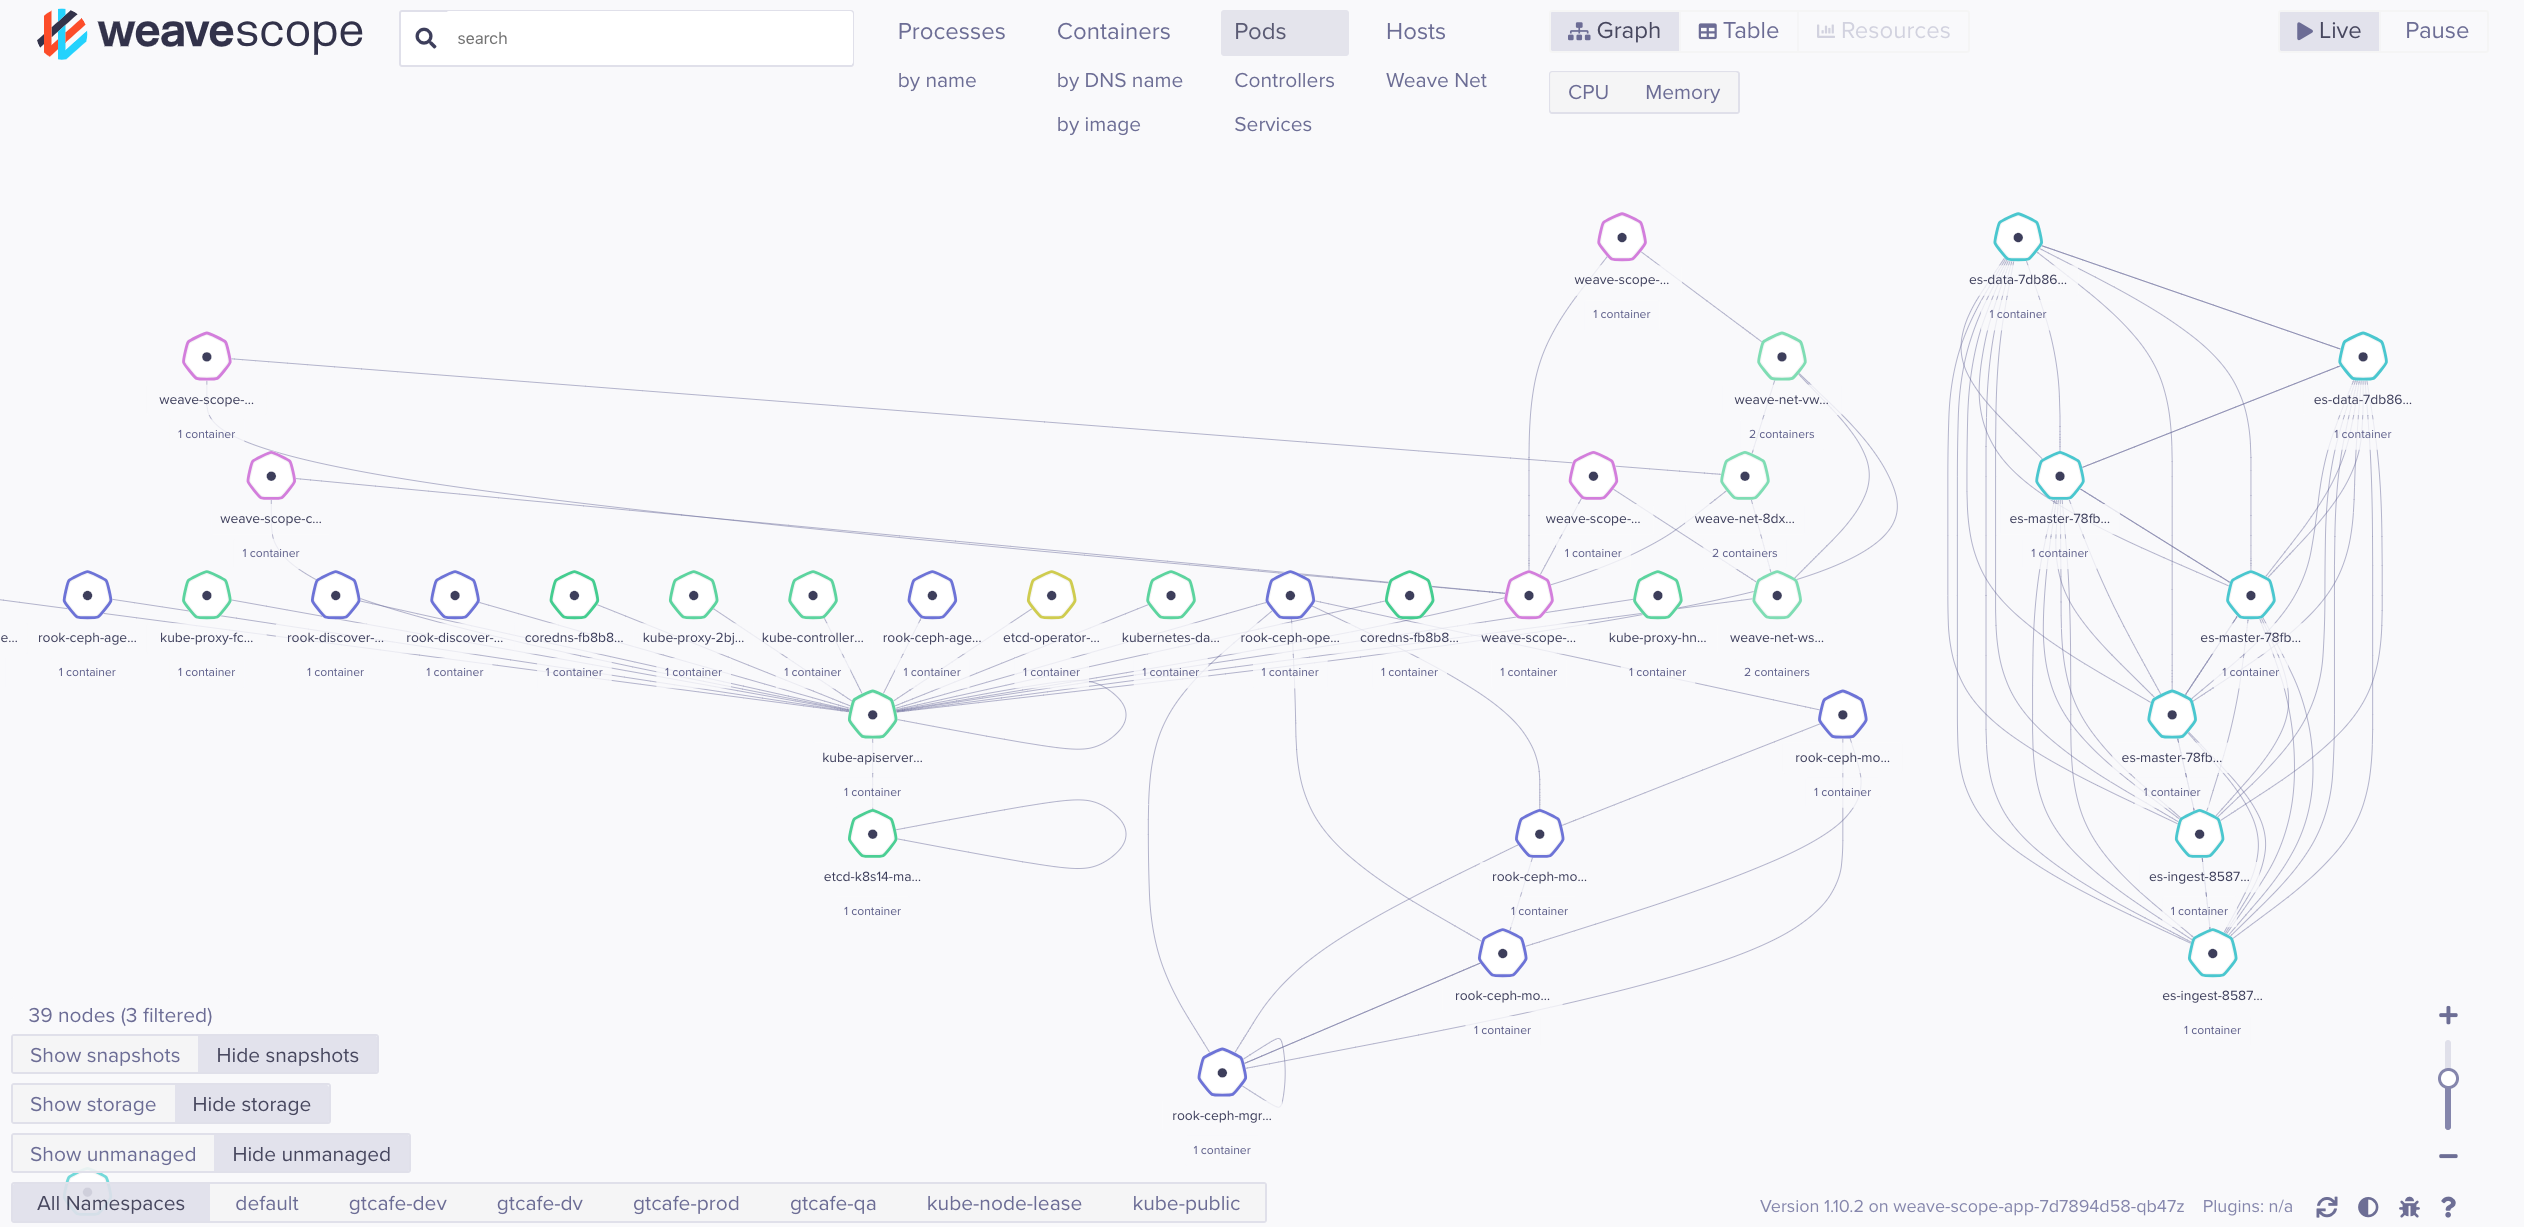 weavescope
search
Processes
by name
Containers
by DNS name
by image
Pods
Controllers
Services
Hosts
Weave Net
Graph Table Resources
CPU Memory
Live Pause
weave-scope-...
1 container
es-data-7db86...
1 container
weave-scope-...
1 container
weave-net-vw...
2 containers
es-data-7db86...
1 container
weave-scope-c...
1 container
weave-scope-...
1 container
weave-net-8dx...
2 containers
es-master-78fb...
1 container
e... rook-ceph-age... kube-proxy-fc... rook-discover-... rook-discover-... coredns-fb8b8... kube-proxy-2bj... kube-controller... rook-ceph-age... etcd-operator-... kubernetes-da... rook-ceph-ope... coredns-fb8b8... weave-scope-... kube-proxy-hn... weave-net-ws... es-master-78fb...
1 container 1 container 1 container 1 container 1 container 1 container 1 container 1 container 1 container 1 container 1 container 1 container 1 container 1 container 2 containers 1 container
kube-apiserver...
1 container
rook-ceph-mo...
1 container
es-master-78fb...
1 container
etcd-k8s14-ma...
1 container
rook-ceph-mo...
1 container
es-ingest-8587...
1 container
rook-ceph-mo...
1 container
es-ingest-8587...
1 container
rook-ceph-mgr...
1 container
39 nodes (3 filtered)
Show snapshots Hide snapshots
Show storage Hide storage
Show unmanaged Hide unmanaged
All Namespaces default gtcafe-dev gtcafe-dv gtcafe-prod gtcafe-qa kube-node-lease kube-public
Version 1.10.2 on weave-scope-app-7d7894d58-qb47z Plugins: n/a